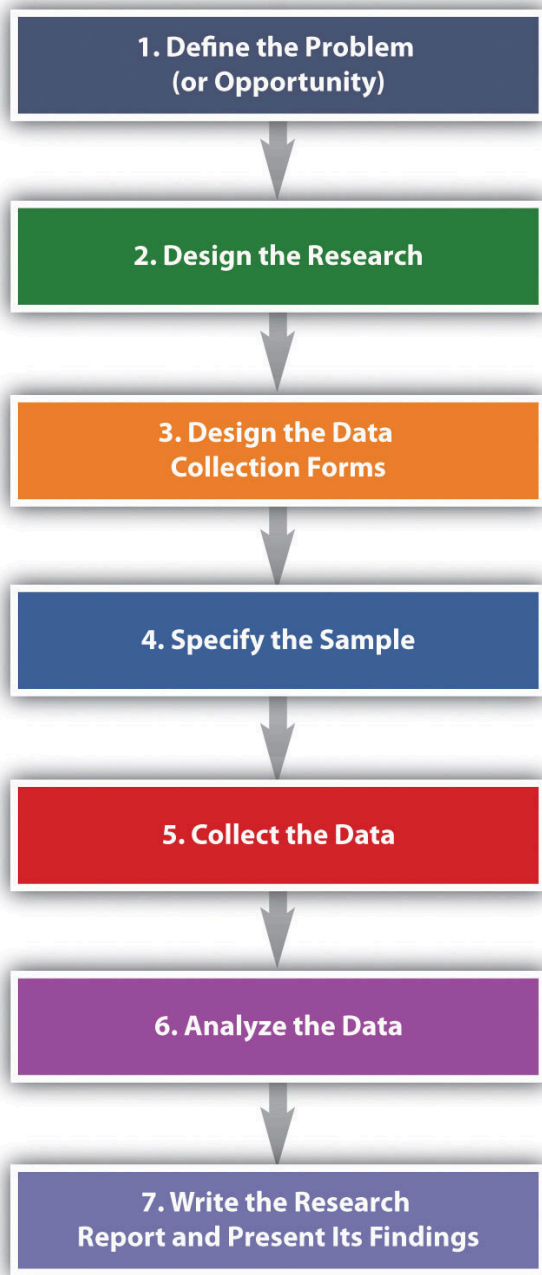 1. Define the Problem
(or Opportunity)
2. Design the Research
3. Design the Data
Collection Forms
4. Specify the Sample
5. Collect the Data
6. Analyze the Data
7. Write the Research
Report and Present Its Findings